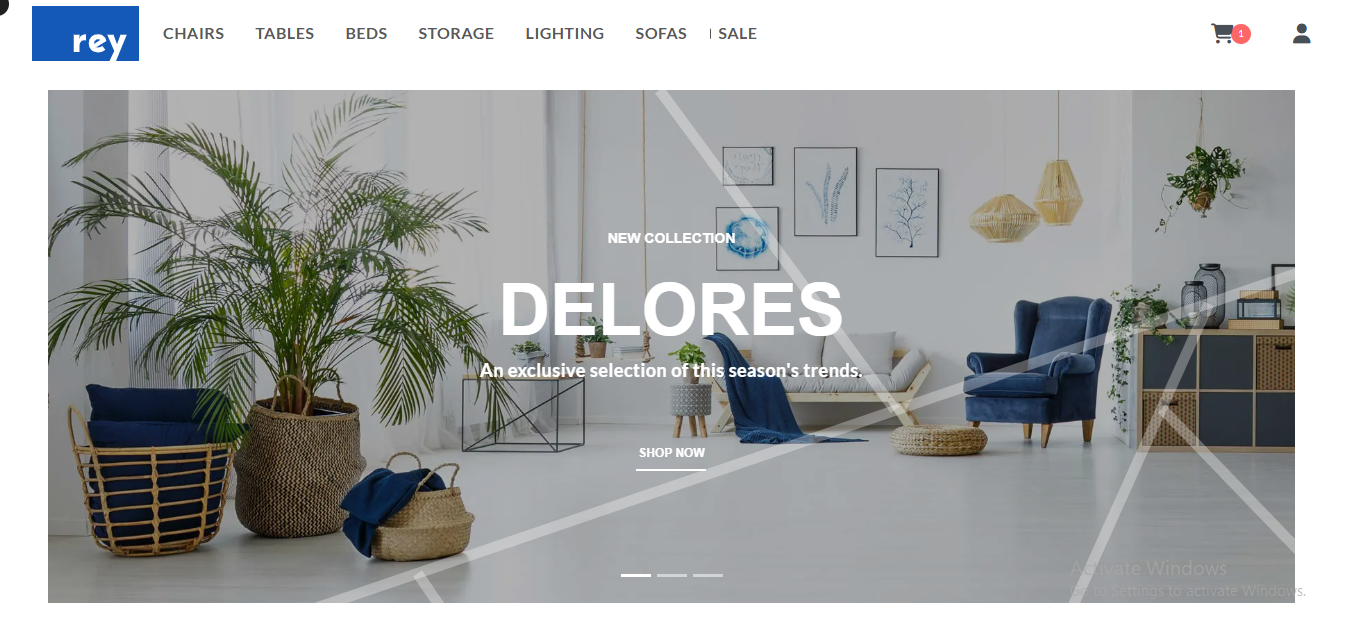 rey
CHAIRS TABLES BEDS STORAGE LIGHTING SOFAS SALE
1
NEW COLLECTION
DELORES
An exclusive selection of this season's trends.
SHOP NOW
Activate Windows
Go to Settings to activate Windows.